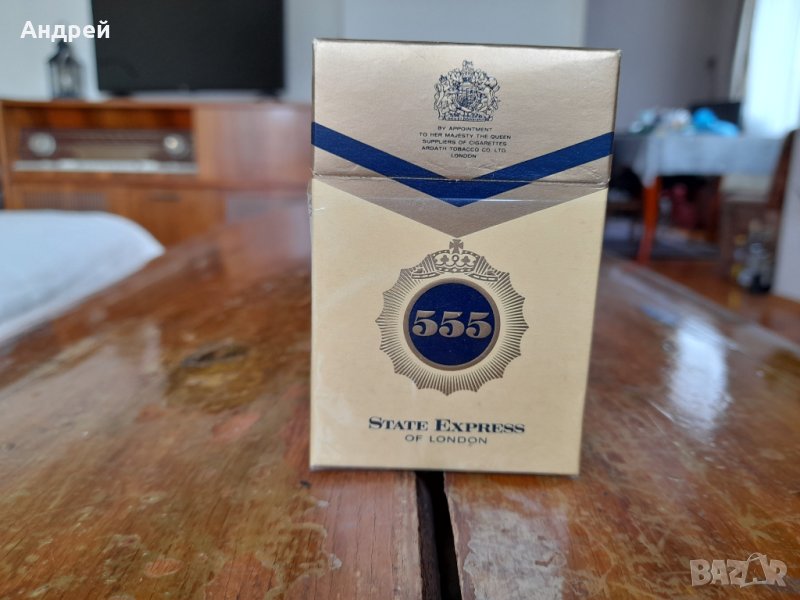 Андрей
BY APPOINTMENT
TO HER MAJESTY THE QUEEN
SUPPLIERS OF CIGARETTES
ARDATH TOBACCO CO. LTD.
LONDON
555
STATE EXPRESS
OF LONDON
BAZAR